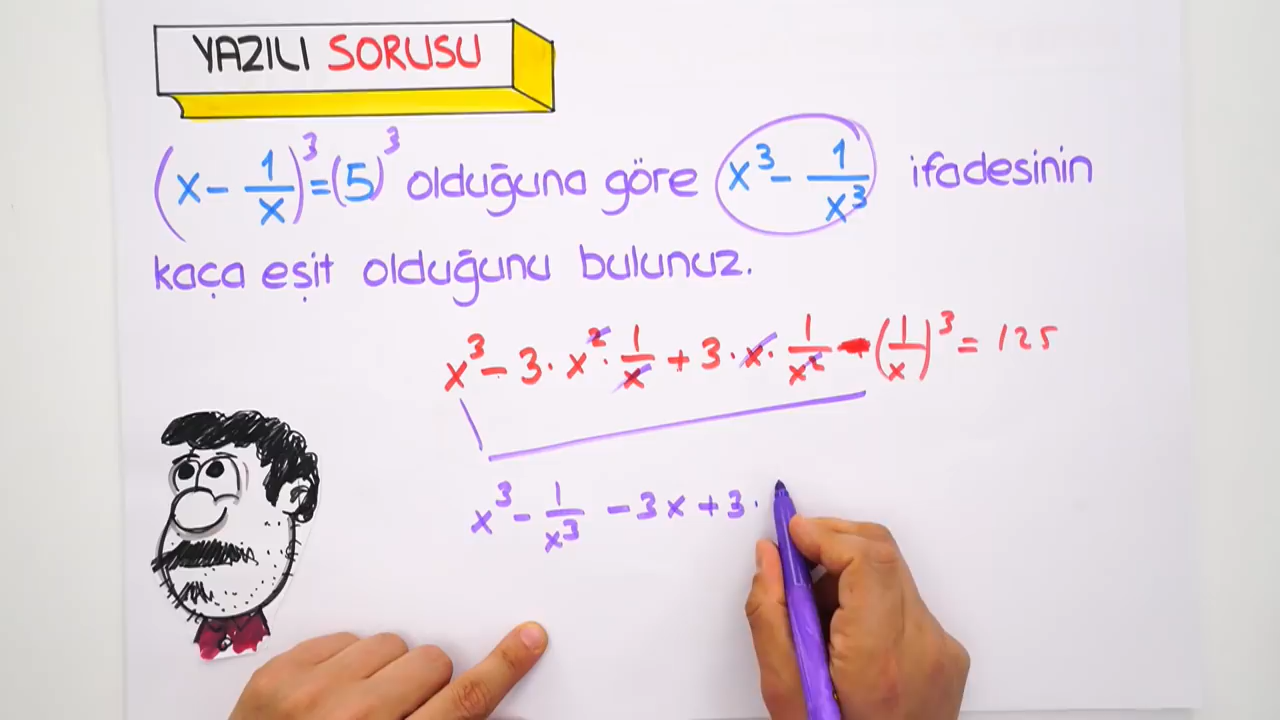 YAZILI SORUSU
(x - 1/x)³ = (5)³ olduğuna göre x³ - 1/x³ ifadesinin
kaça eşit olduğunu bulunuz.
x³ - 3 · x² · 1/x + 3 · x · 1/x² - (1/x)³ = 125
x³ - 1/x³ - 3x + 3 ·